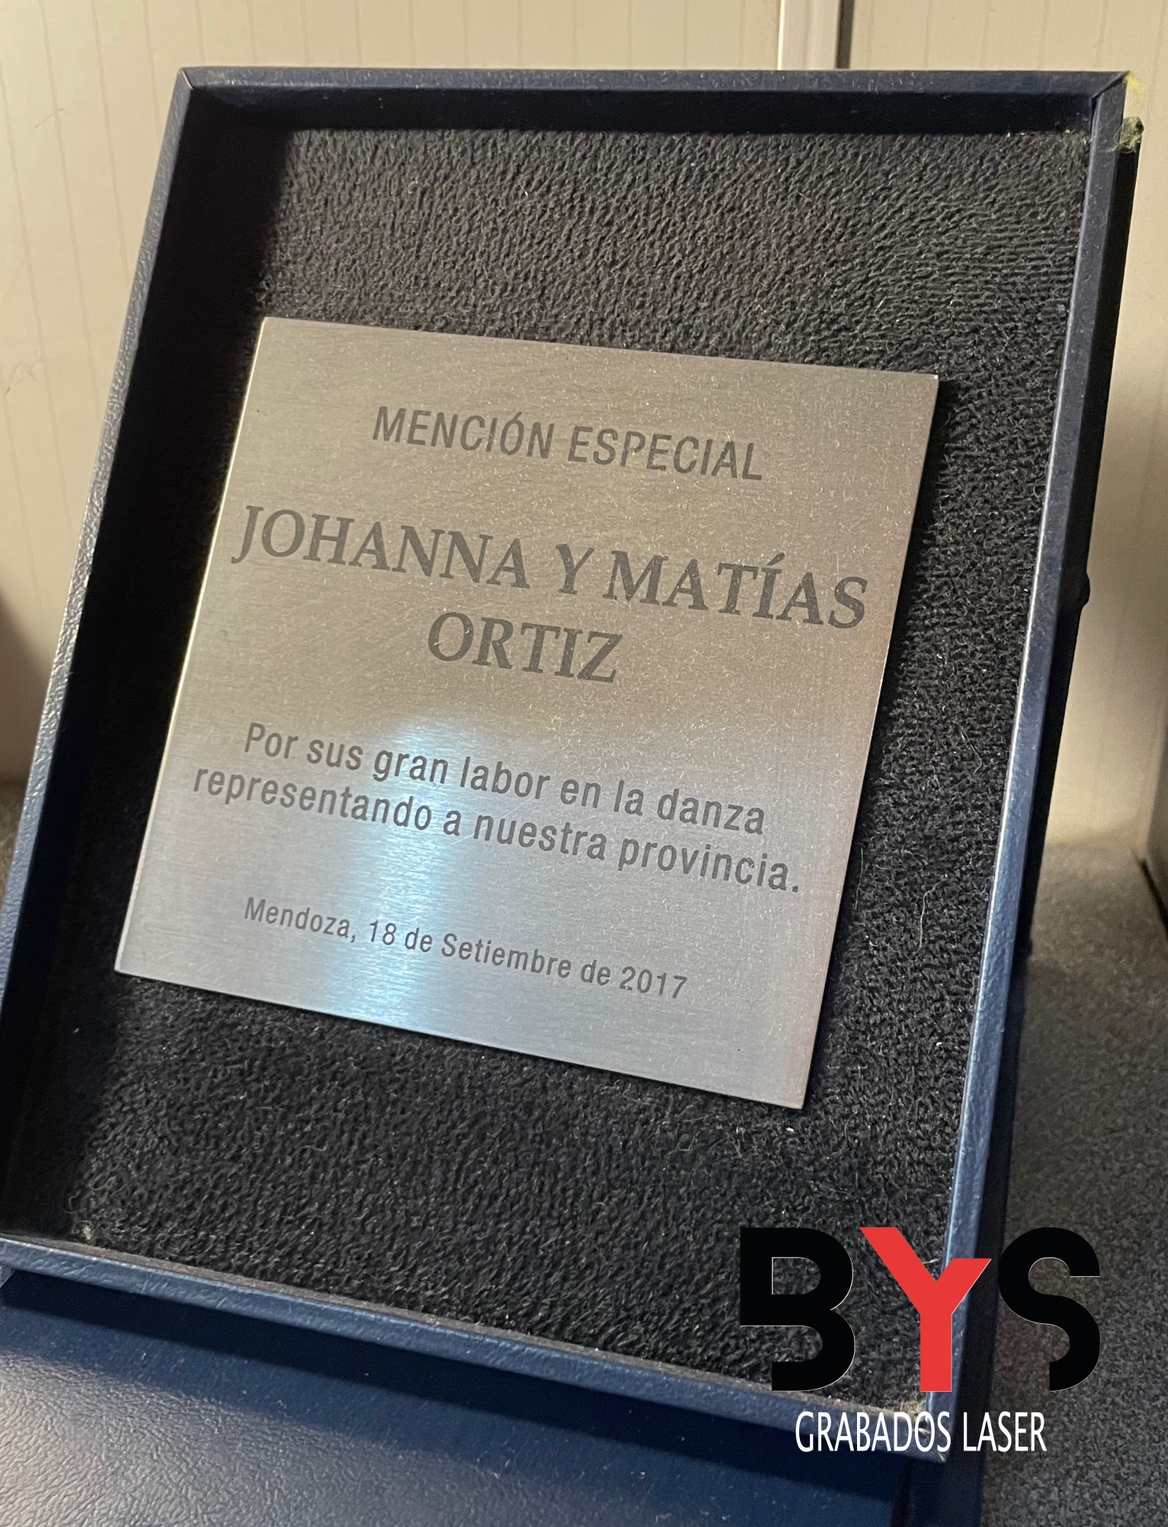 MENCIÓN ESPECIAL
JOHANNA Y MATÍAS
ORTIZ
Por sus gran labor en la danza
representando a nuestra provincia.
Mendoza, 18 de Setiembre de 2017
BYS
GRABADOS LASER